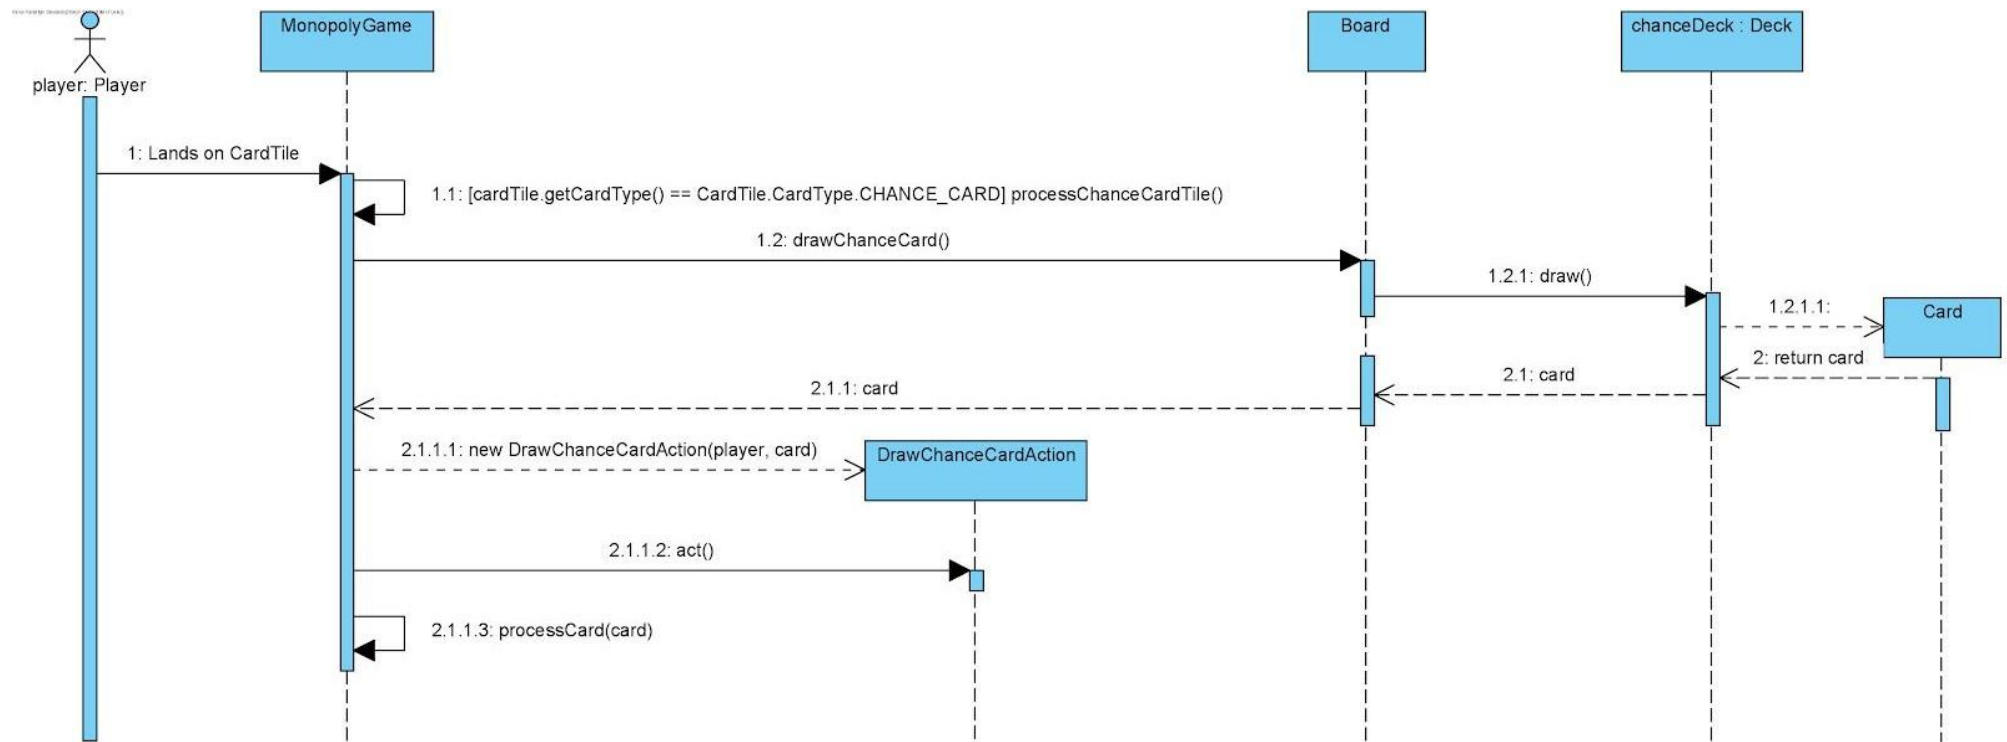 MonopolyGame
Board
chanceDeck : Deck
player: Player
1: Lands on CardTile
1.1: [cardTile.getCardType() == CardTile.CardType.CHANCE_CARD] processChanceCardTile()
1.2: drawChanceCard()
1.2.1: draw()
1.2.1.1:
Card
2: return card
2.1: card
2.1.1: card
2.1.1.1: new DrawChanceCardAction(player, card)
DrawChanceCardAction
2.1.1.2: act()
2.1.1.3: processCard(card)